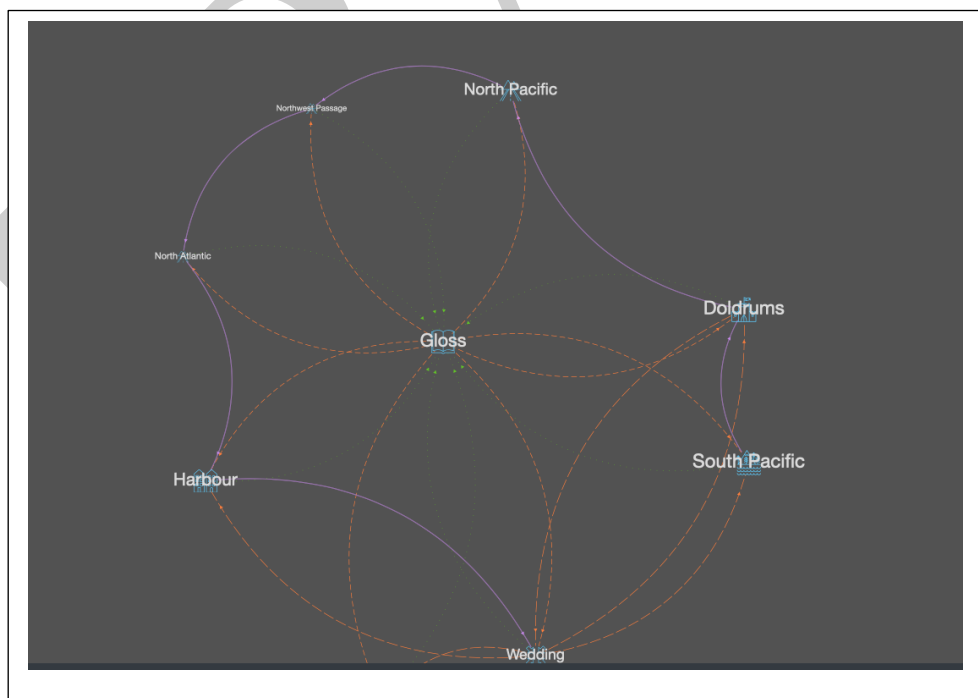 North Pacific
Northwest Passage
North Atlantic
Doldrums
Gloss
South Pacific
Harbour
Wedding